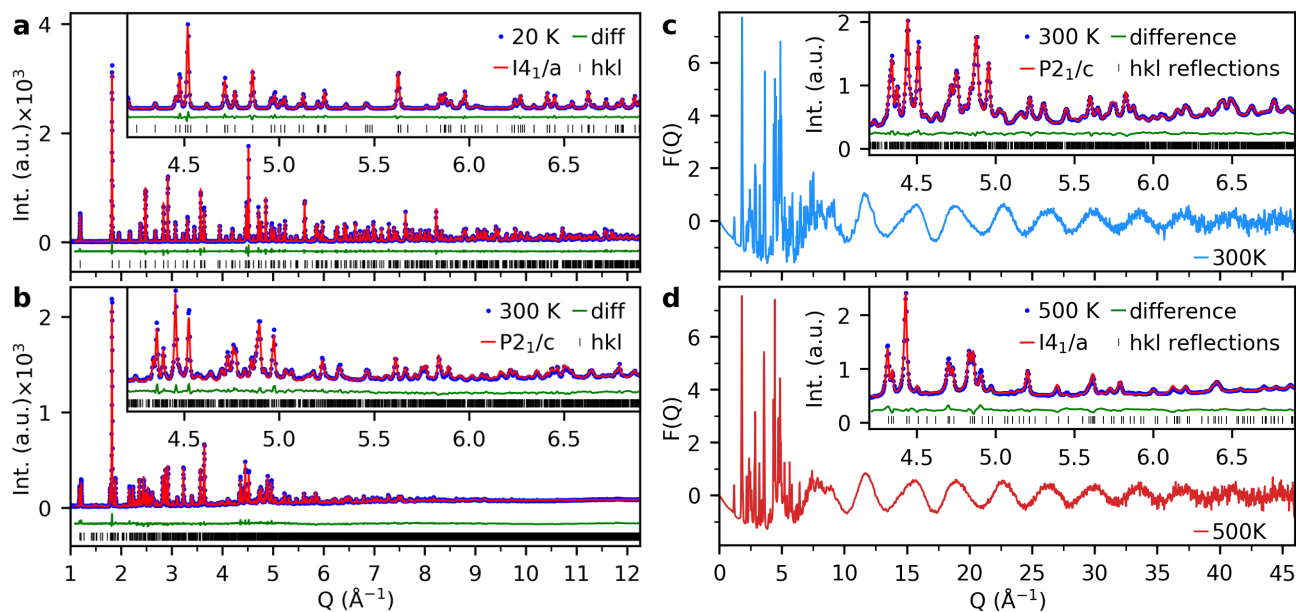 a
Int. (a.u.)×10³
4
2
0
20 K
diff
I4₁/a
hkl
4.5 5.0 5.5 6.0 6.5
b
Int. (a.u.)×10³
2
1
0
300 K
diff
P2₁/c
hkl
4.5 5.0 5.5 6.0 6.5
1 2 3 4 5 6 7 8 9 10 11 12
Q (Å⁻¹)
c
F(Q)
6
4
2
0
Int. (a.u.)
2
1
0
300 K
difference
P2₁/c
hkl reflections
4.5 5.0 5.5 6.0 6.5
300K
d
F(Q)
6
4
2
0
Int. (a.u.)
2
1
0
500 K
difference
I4₁/a
hkl reflections
4.5 5.0 5.5 6.0 6.5
500K
0 5 10 15 20 25 30 35 40 45
Q (Å⁻¹)